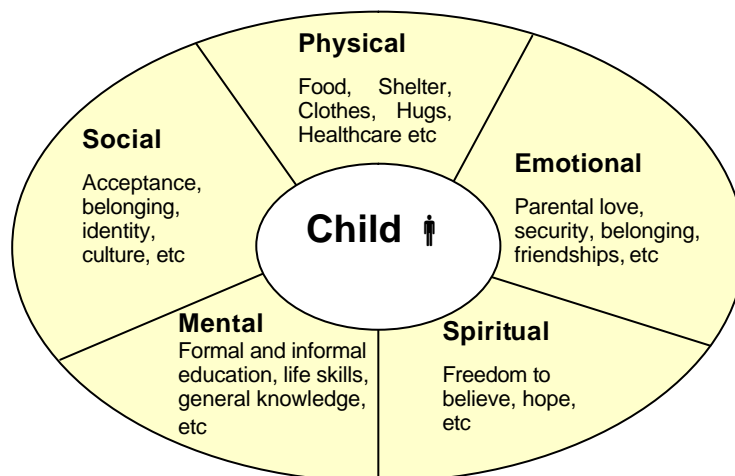 Physical
Food, Shelter,
Clothes, Hugs,
Healthcare etc
Social
Acceptance,
belonging,
identity,
culture, etc
Emotional
Parental love,
security, belonging,
friendships, etc
Child
Mental
Formal and informal
education, life skills,
general knowledge,
etc
Spiritual
Freedom to
believe, hope,
etc